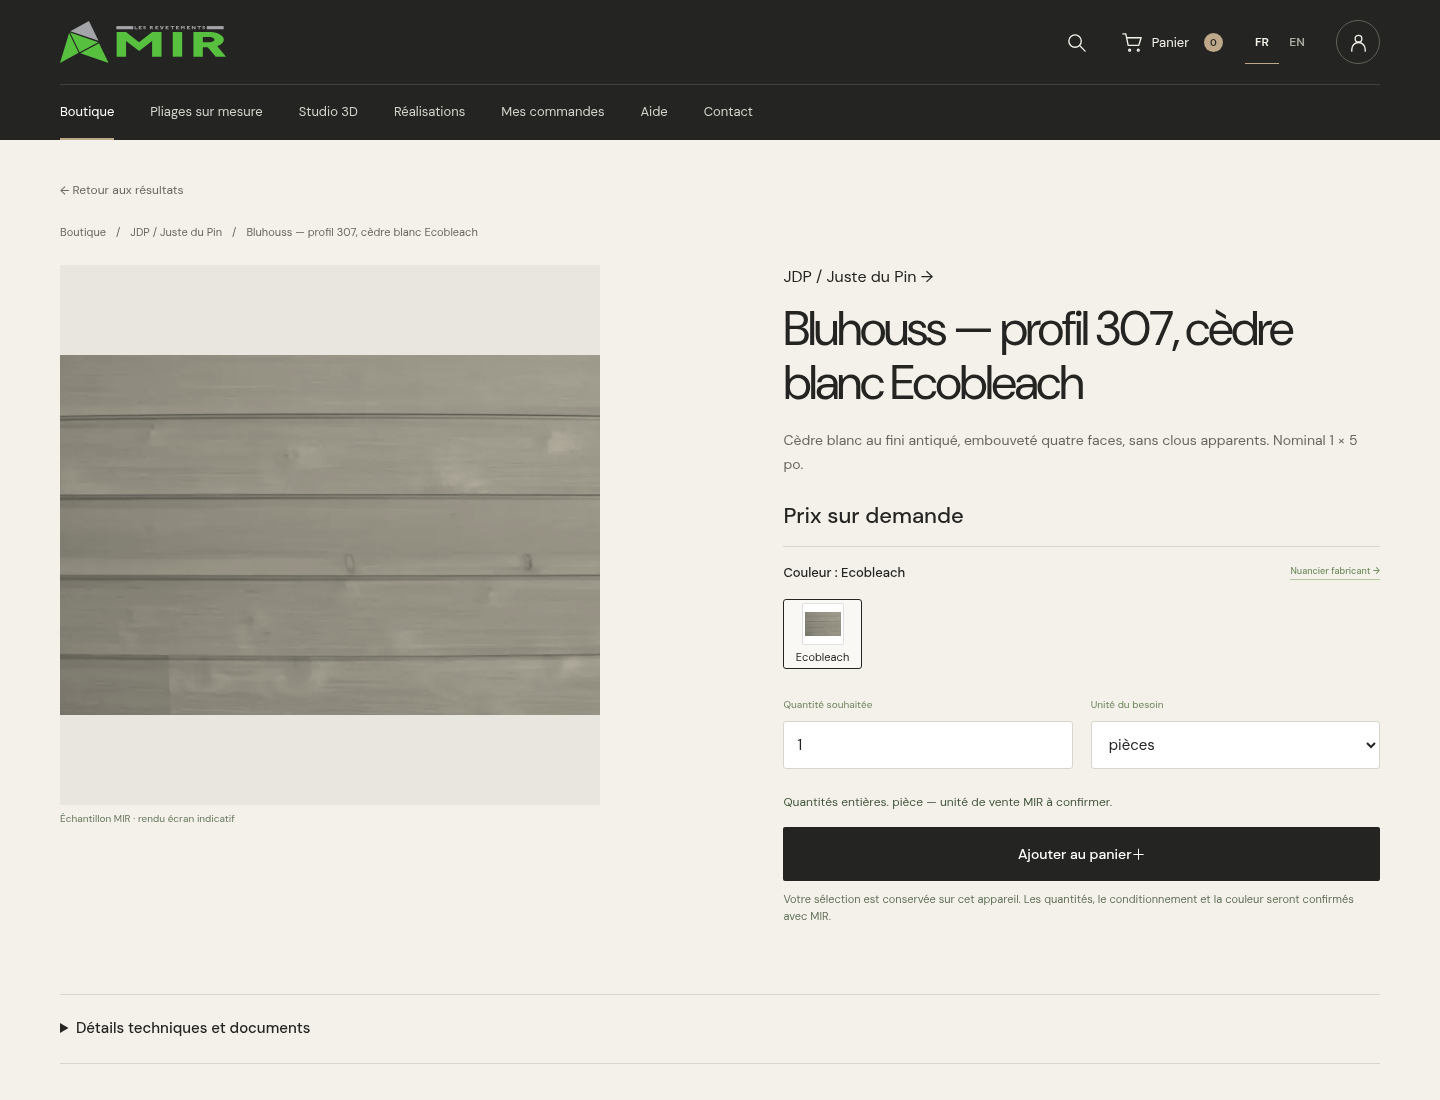 LES REVÊTEMENTS
MIR
Panier 0 FR EN
Boutique Pliages sur mesure Studio 3D Réalisations Mes commandes Aide Contact
← Retour aux résultats
Boutique / JDP / Juste du Pin / Bluhouss — profil 307, cèdre blanc Ecobleach
Échantillon MIR · rendu écran indicatif
JDP / Juste du Pin →
Bluhouss — profil 307, cèdre
blanc Ecobleach
Cèdre blanc au fini antiqué, embouveté quatre faces, sans clous apparents. Nominal 1 × 5
po.
Prix sur demande
Couleur : Ecobleach Nuancier fabricant →
Ecobleach
Quantité souhaitée Unité du besoin
1 pièces
Quantités entières. pièce — unité de vente MIR à confirmer.
Ajouter au panier+
Votre sélection est conservée sur cet appareil. Les quantités, le conditionnement et la couleur seront confirmés
avec MIR.
Détails techniques et documents